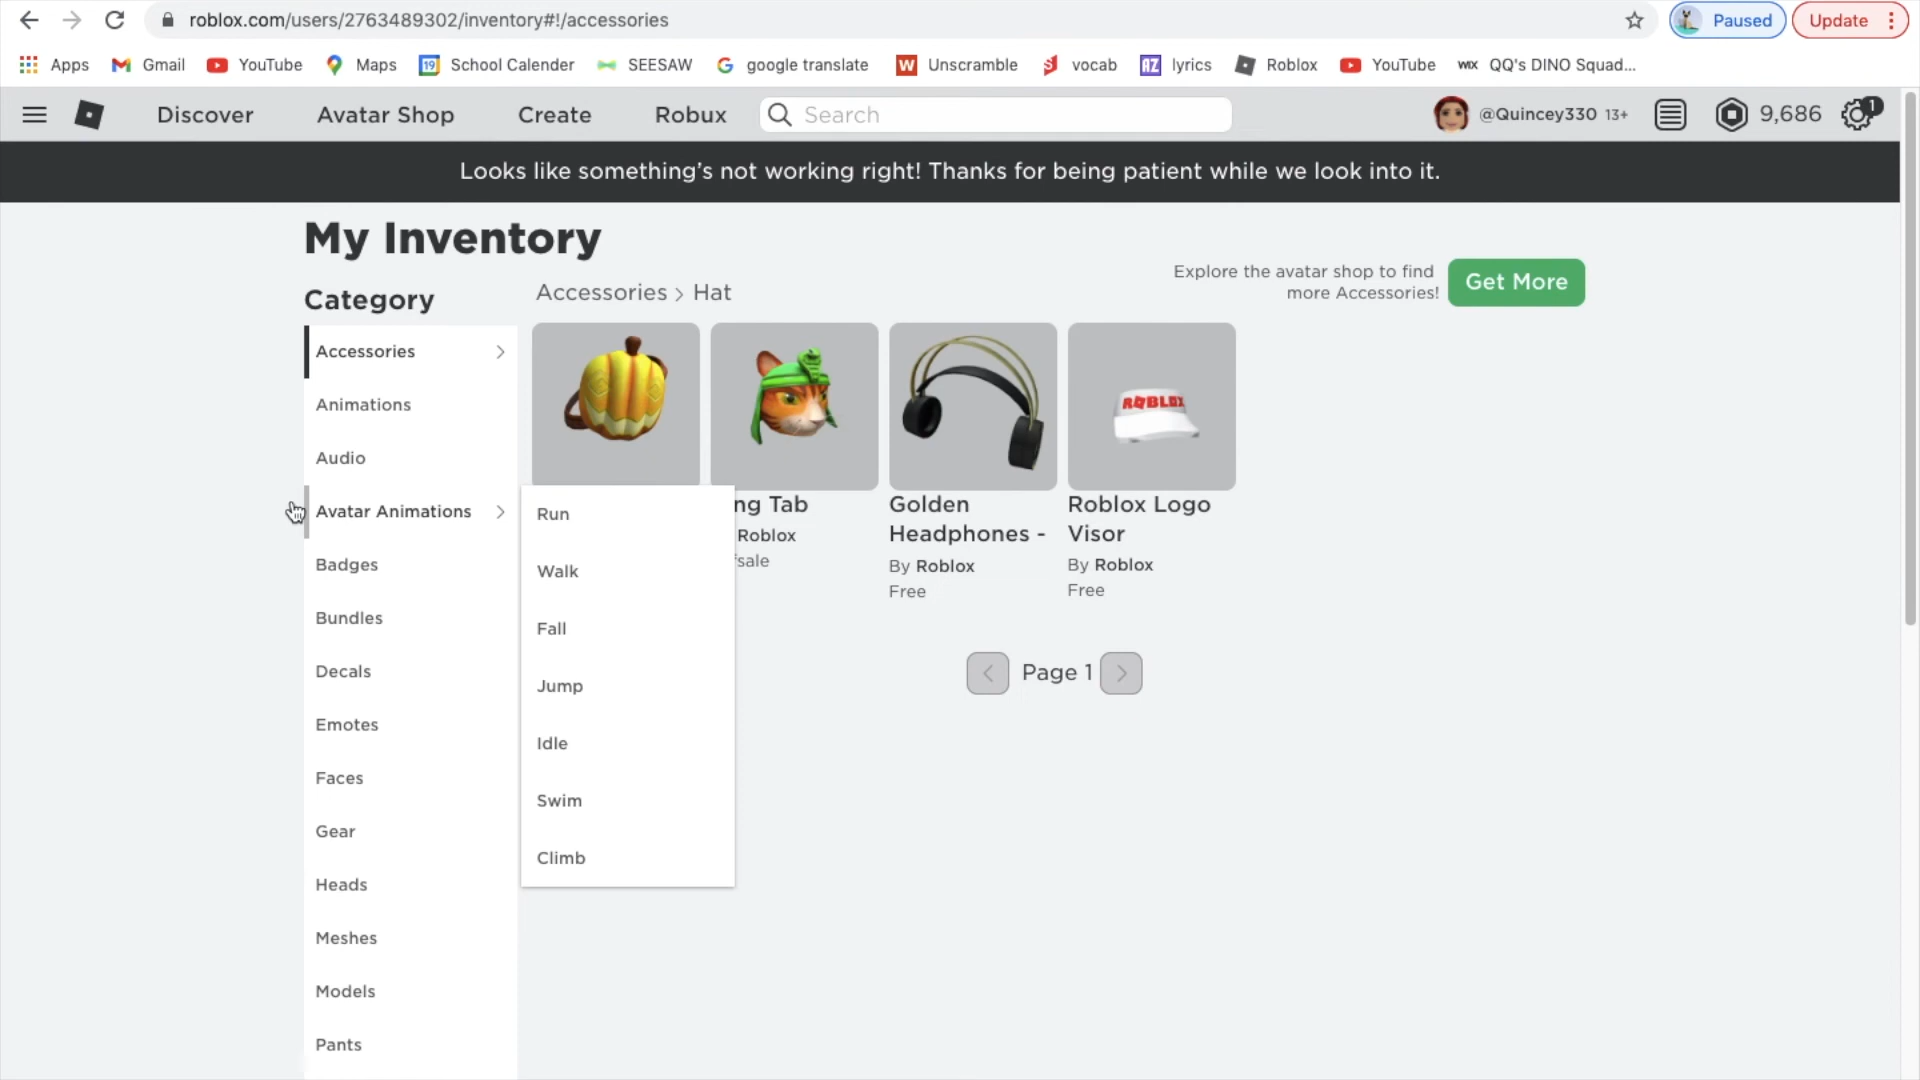 roblox.com/users/2763489302/inventory#!/accessories
Paused
Update
Apps
Gmail
YouTube
Maps
19
School Calender
SEESAW
google translate
W
Unscramble
vocab
AZ
lyrics
Roblox
YouTube
WiX
QQ's DINO Squad...
Discover
Avatar Shop
Create
Robux
Search
@Quincey330 13+
9,686
1
Looks like something's not working right! Thanks for being patient while we look into it.
My Inventory
Explore the avatar shop to find
more Accessories!
Get More
Category
Accessories > Hat
Accessories
Animations
Audio
Avatar Animations
Badges
Bundles
Decals
Emotes
Faces
Gear
Heads
Meshes
Models
Pants
Run
Walk
Fall
Jump
Idle
Swim
Climb
ROBLOX
ng Tab
Roblox
sale
Golden
Headphones -
By Roblox
Free
Roblox Logo
Visor
By Roblox
Free
Page 1